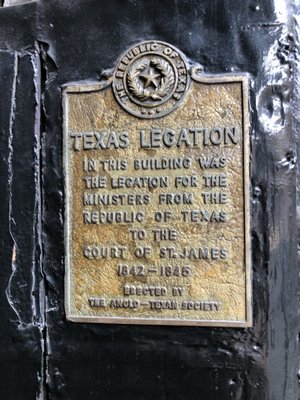 THE REPUBLIC OF TEXAS
TEXAS LEGATION
IN THIS BUILDING WAS
THE LEGATION FOR THE
MINISTERS FROM THE
REPUBLIC OF TEXAS
TO THE
COURT OF ST. JAMES
1842-1845
ERECTED BY
THE ANGLO-TEXAN SOCIETY